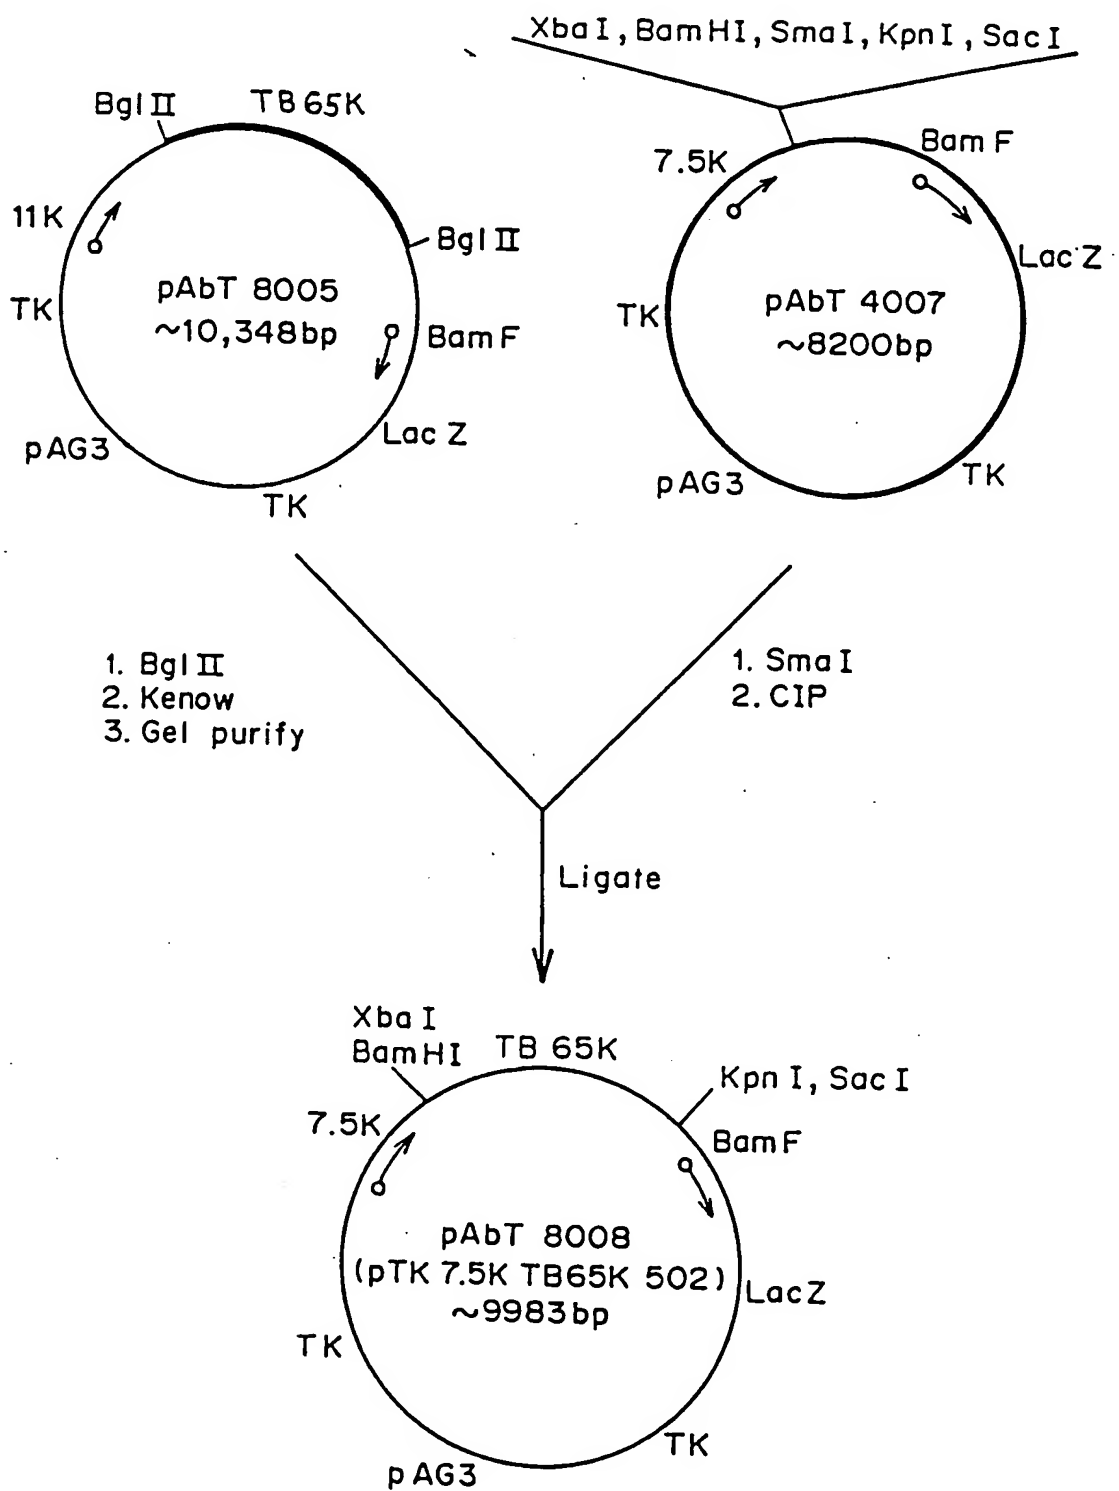 XbaI, BamHI, SmaI, KpnI, SacI
BglII
TB65K
11K
BglII
TK
pAbT 8005
~10,348bp
BamF
LacZ
pAG3
TK
7.5K
BamF
LacZ
TK
pAbT 4007
~8200bp
pAG3
TK
1. BglII
2. Kenow
3. Gel purify
1. SmaI
2. CIP
Ligate
XbaI
BamHI
TB 65K
KpnI, SacI
7.5K
BamF
pAbT 8008
(pTK 7.5K TB65K 502)
~9983bp
LacZ
TK
TK
pAG3